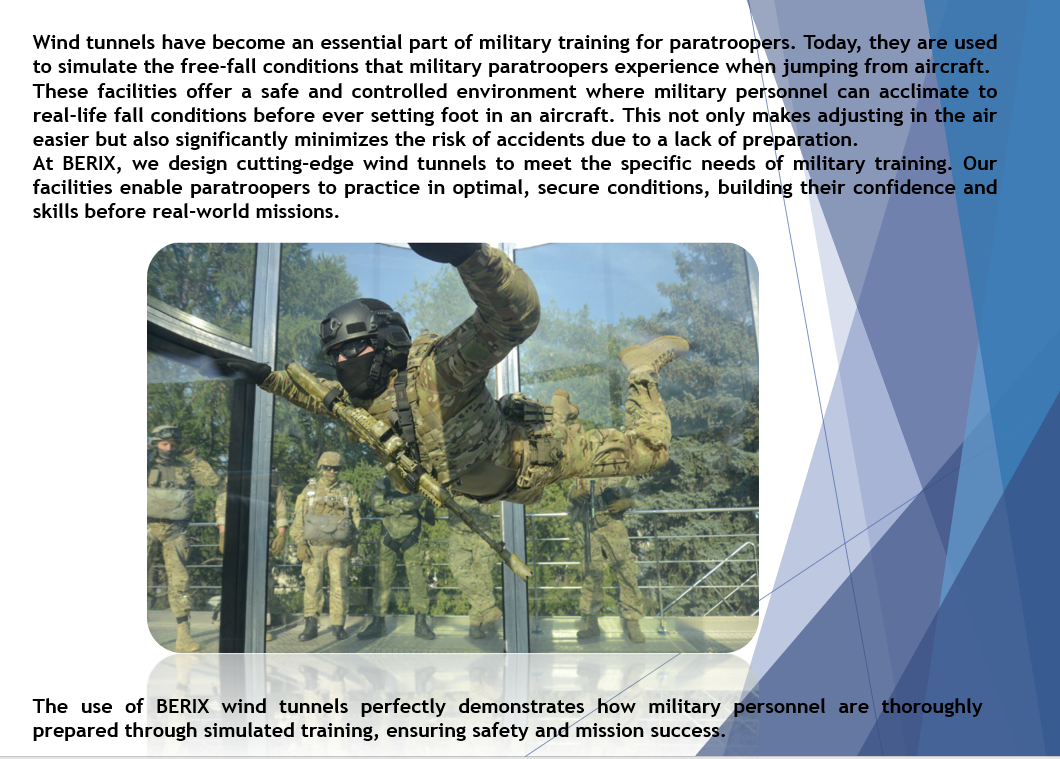 Wind tunnels have become an essential part of military training for paratroopers. Today, they are used
to simulate the free-fall conditions that military paratroopers experience when jumping from aircraft.
These facilities offer a safe and controlled environment where military personnel can acclimate to
real-life fall conditions before ever setting foot in an aircraft. This not only makes adjusting in the air
easier but also significantly minimizes the risk of accidents due to a lack of preparation.
At BERIX, we design cutting-edge wind tunnels to meet the specific needs of military training. Our
facilities enable paratroopers to practice in optimal, secure conditions, building their confidence and
skills before real-world missions.
The use of BERIX wind tunnels perfectly demonstrates how military personnel are thoroughly
prepared through simulated training, ensuring safety and mission success.